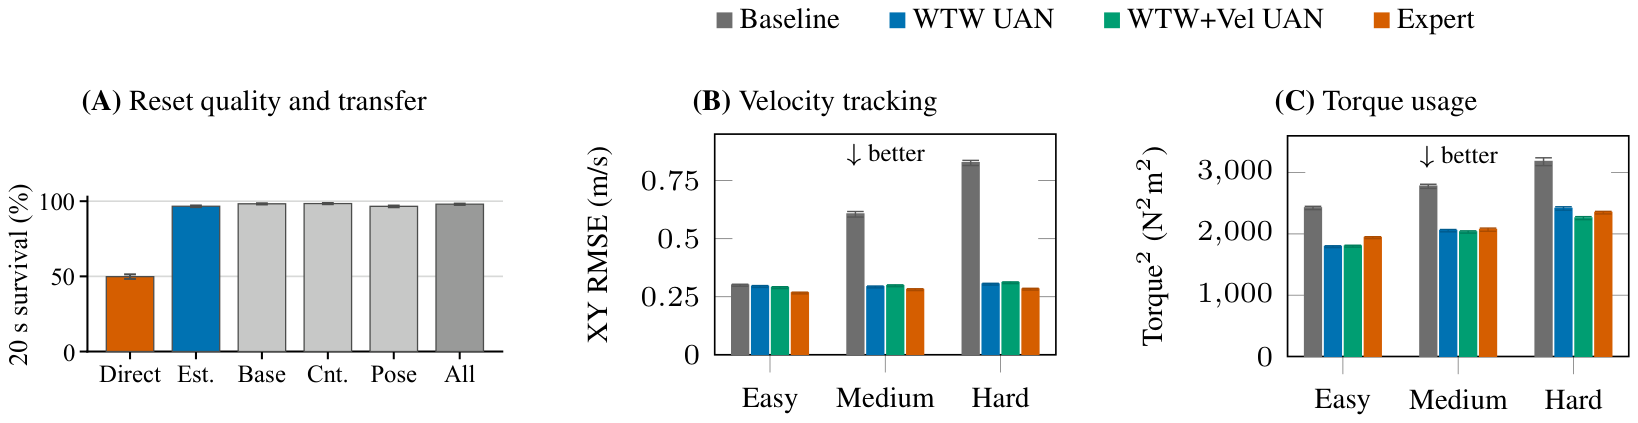 Baseline WTW UAN WTW+Vel UAN Expert
(A) Reset quality and transfer
20 s survival (%)
100
50
0
Direct Est. Base Cnt. Pose All
(B) Velocity tracking
↓ better
XY RMSE (m/s)
0.75
0.5
0.25
0
Easy Medium Hard
(C) Torque usage
↓ better
Torque² (N²m²)
3,000
2,000
1,000
0
Easy Medium Hard